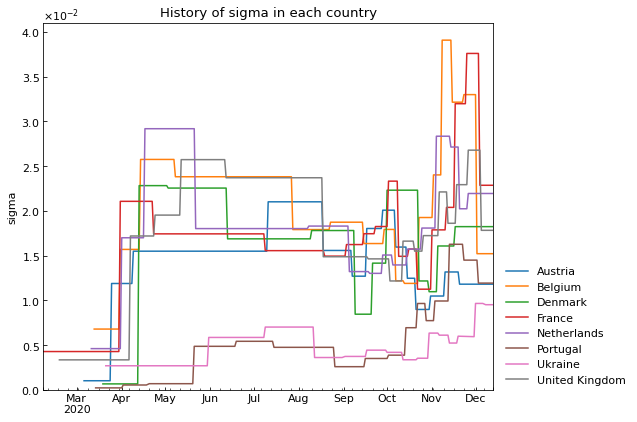 History of sigma in each country
×10⁻²
4.0
3.5
3.0
2.5
2.0
1.5
1.0
0.5
0.0
sigma
Mar Apr May Jun Jul Aug Sep Oct Nov Dec
2020
Austria
Belgium
Denmark
France
Netherlands
Portugal
Ukraine
United Kingdom